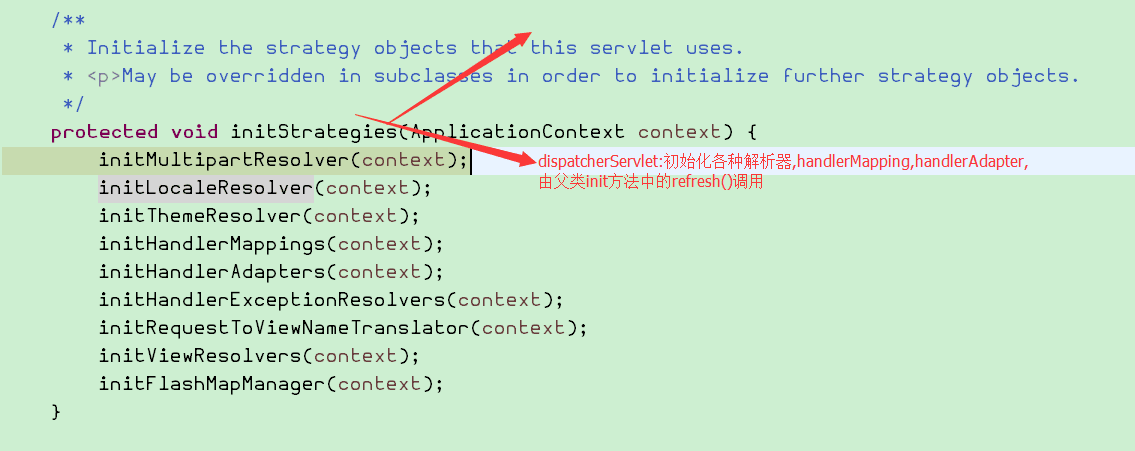 /**
 * Initialize the strategy objects that this servlet uses.
 * <p>May be overridden in subclasses in order to initialize further strategy objects.
 */
protected void initStrategies(ApplicationContext context) {
initMultipartResolver(context);
dispatcherServlet:初始化各种解析器,handlerMapping,handlerAdapter,
由父类init方法中的refresh()调用
initLocaleResolver(context);
initThemeResolver(context);
initHandlerMappings(context);
initHandlerAdapters(context);
initHandlerExceptionResolvers(context);
initRequestToViewNameTranslator(context);
initViewResolvers(context);
initFlashMapManager(context);
}